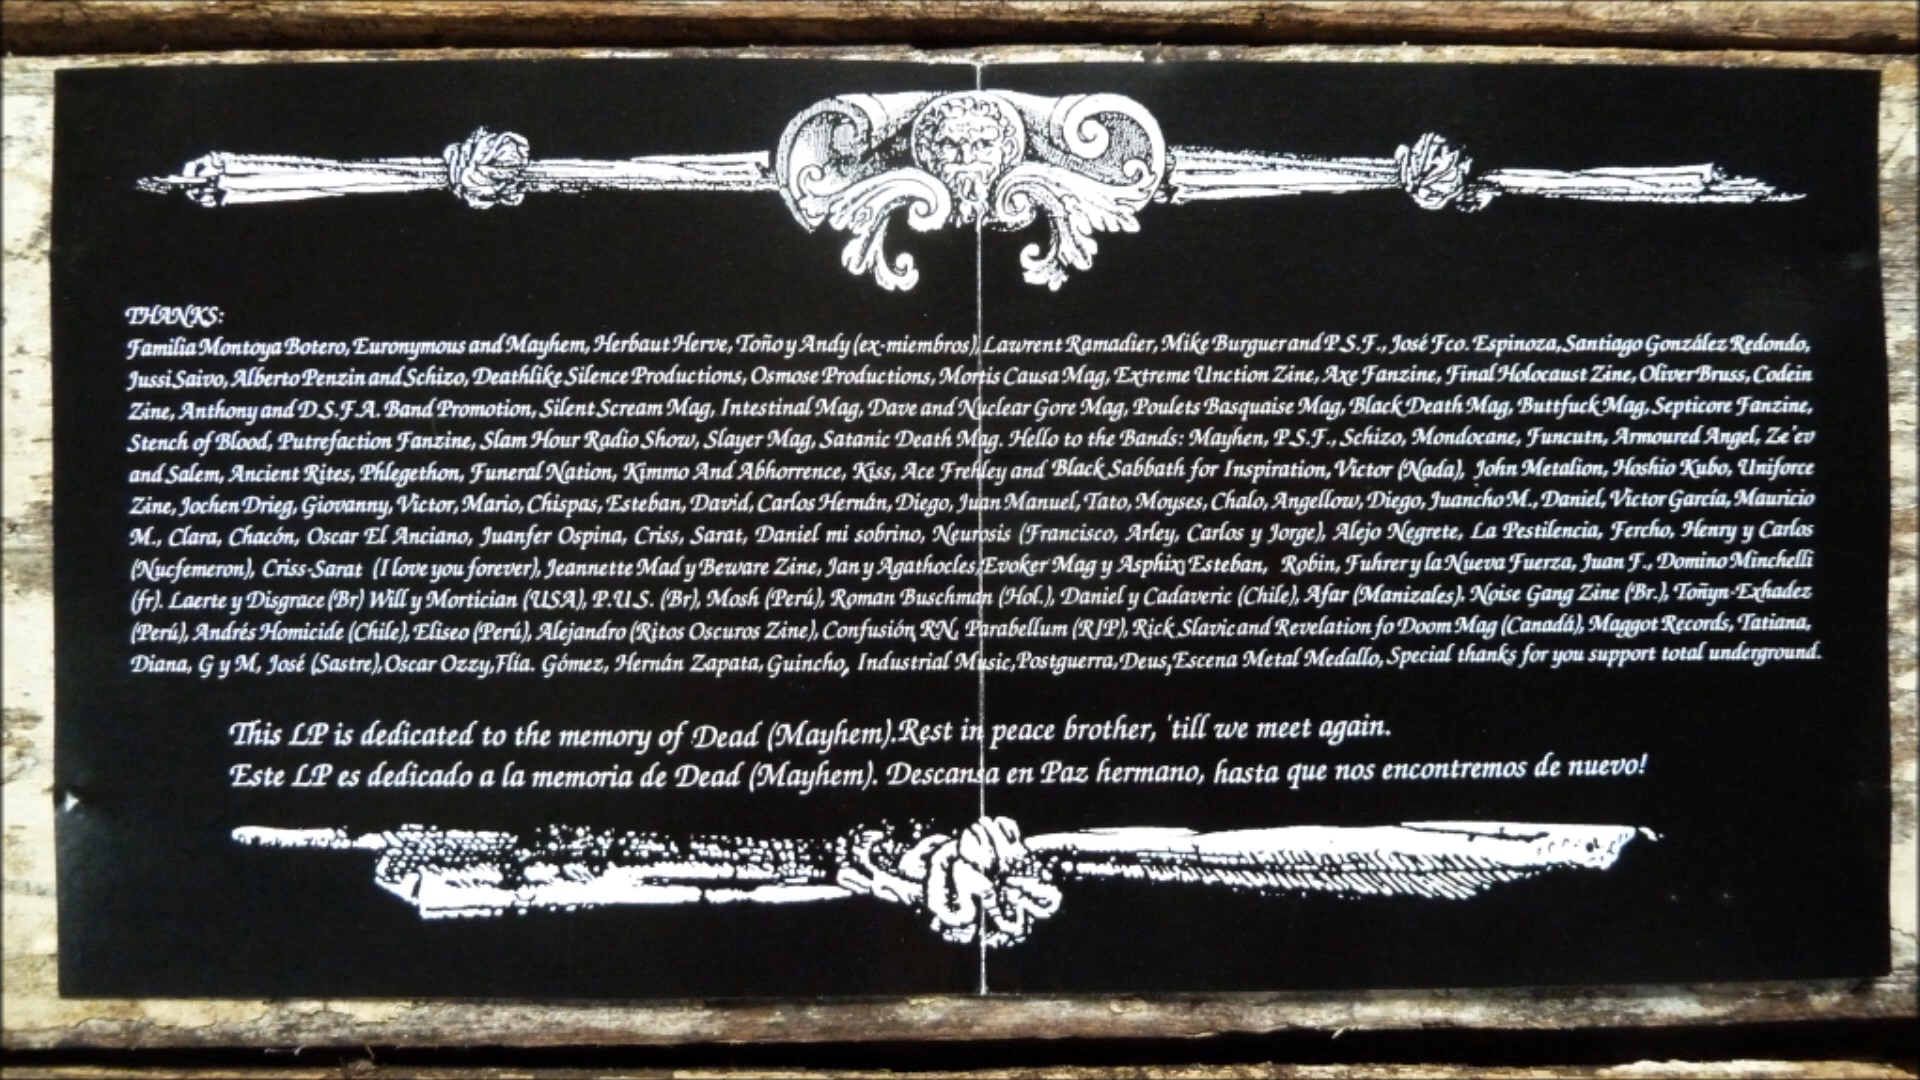 THANKS:
Familia Montoya Botero, Euronymous and Mayhem, Herbaut Herve, Toño y Andy (ex-miembros), Lawrent Ramadier, Mike Burguer and P.S.F., José Fco. Espinoza, Santiago González Redondo,
Jussi Saivo, Alberto Penzin and Schizo, Deathlike Silence Productions, Osmose Productions, Mortis Causa Mag, Extreme Unction Zine, Axe Fanzine, Final Holocaust Zine, Oliver Bruss, Codein
Zine, Anthony and D.S.F.A. Band Promotion, Silent Scream Mag, Intestinal Mag, Dave and Nuclear Gore Mag, Poulets Basquaise Mag, Black Death Mag, Buttfuck Mag, Septicore Fanzine,
Stench of Blood, Putrefaction Fanzine, Slam Hour Radio Show, Slayer Mag, Satanic Death Mag. Hello to the Bands: Mayhen, P.S.F., Schizo, Mondocane, Funcutn, Armoured Angel, Ze'ev
and Salem, Ancient Rites, Phlegethon, Funeral Nation, Kimmo And Abhorrence, Kiss, Ace Frehley and Black Sabbath for Inspiration, Victor (Nada), John Metalion, Hoshio Kubo, Uniforce
Zine, Jochen Drieg, Giovanny, Victor, Mario, Chispas, Esteban, David, Carlos Hernán, Diego, Juan Manuel, Tato, Moyses, Chalo, Angellow, Diego, Juancho M., Daniel, Victor García, Mauricio
M., Clara, Chacón, Oscar El Anciano, Juanfer Ospina, Criss, Sarat, Daniel mi sobrino, Neurosis (Francisco, Arley, Carlos y Jorge), Alejo Negrete, La Pestilencia, Fercho, Henry y Carlos
(Nucfemeron), Criss-Sarat (I love you forever), Jeannette Mad y Beware Zine, Jan y Agathocles, Evoker Mag y Asphix, Esteban, Robin, Fuhrer y la Nueva Fuerza, Juan F., Domino Minchelli
(fr). Laerte y Disgrace (Br) Will y Mortician (USA), P.U.S. (Br), Mosh (Perú), Roman Buschman (Hol.), Daniel y Cadaveric (Chile), Afar (Manizales). Noise Gang Zine (Br.), Toñyn-Exhadez
(Perú), Andrés Homicide (Chile), Eliseo (Perú), Alejandro (Ritos Oscuros Zine), Confusión, RN, Parabellum (RIP), Rick Slavic and Revelation fo Doom Mag (Canadá), Maggot Records, Tatiana,
Diana, G y M, José (Sastre), Oscar Ozzy, Flia. Gómez, Hernán Zapata, Guincho, Industrial Music, Postguerra, Deus, Escena Metal Medallo, Special thanks for you support total underground.
This LP is dedicated to the memory of Dead (Mayhem). Rest in peace brother, 'till we meet again.
Este LP es dedicado a la memoria de Dead (Mayhem). Descansa en Paz hermano, hasta que nos encontremos de nuevo!